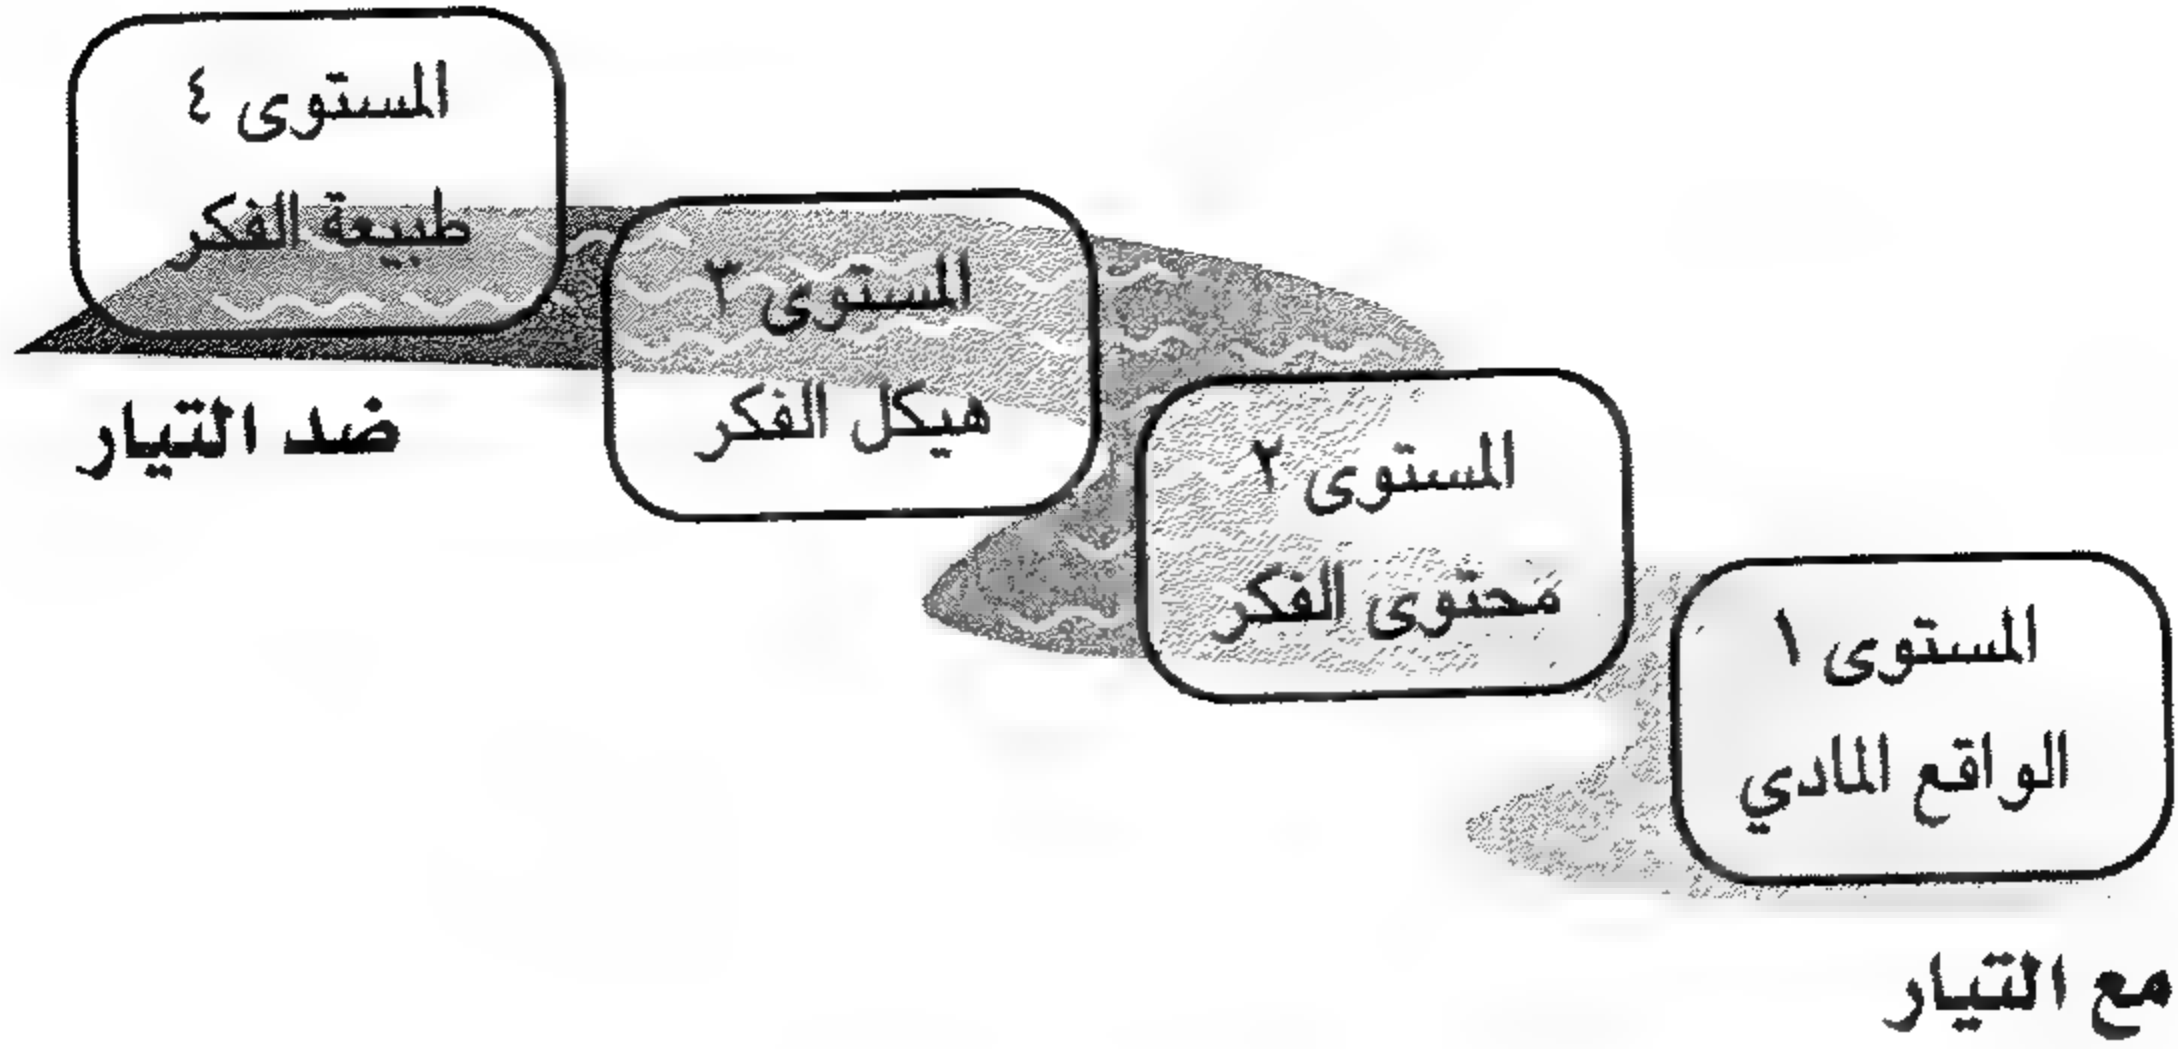 المستوى ٤
طبيعة الفكر
المستوى ٣
هيكل الفكر
ضد التيار
المستوى ٢
محتوى الفكر
المستوى ١
الواقع المادي
مع التيار